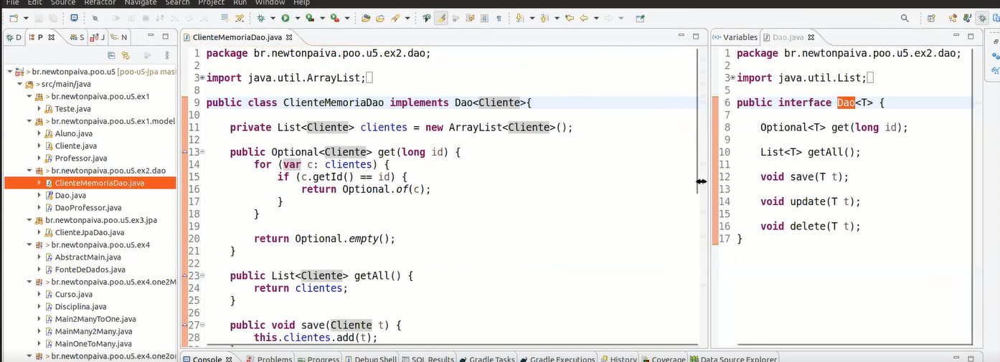 File Edit Source Refactor Navigate Search Project Run Window Help
D P S J N
br.newtonpaiva.poo.u5 [poo-u5-jpa mas
src/main/java
br.newtonpaiva.poo.u5.ex1
Teste.java
br.newtonpaiva.poo.u5.ex1.model
Aluno.java
Cliente.java
Professor.java
br.newtonpaiva.poo.u5.ex2.dao
ClienteMemoriaDao.java
Dao.java
DaoProfessor.java
br.newtonpaiva.poo.u5.ex3.jpa
ClienteJpaDao.java
br.newtonpaiva.poo.u5.ex4
AbstractMain.java
FonteDeDados.java
br.newtonpaiva.poo.u5.ex4.one2M
Curso.java
Disciplina.java
Main2ManyToOne.java
MainMany2Many.java
MainOneToMany.java
br.newtonpaiva.poo.u5.ex4.one2or
ClienteMemoriaDao.java
1 package br.newtonpaiva.poo.u5.ex2.dao;
2
3 import java.util.ArrayList;
8
9 public class ClienteMemoriaDao implements Dao<Cliente>{
10
11 private List<Cliente> clientes = new ArrayList<Cliente>();
12
13 public Optional<Cliente> get(long id) {
14 for (var c: clientes) {
15 if (c.getId() == id) {
16 return Optional.of(c);
17 }
18 }
19
20 return Optional.empty();
21 }
22
23 public List<Cliente> getAll() {
24 return clientes;
25 }
26
27 public void save(Cliente t) {
28 this.clientes.add(t);
(x)= Variables Dao.java
1 package br.newtonpaiva.poo.u5.ex2.dao;
2
3 import java.util.List;
5
6 public interface Dao<T> {
7
8 Optional<T> get(long id);
9
10 List<T> getAll();
11
12 void save(T t);
13
14 void update(T t);
15
16 void delete(T t);
17 }
Console Problems Progress Debug Shell SQL Results Gradle Tasks Gradle Executions History Coverage Data Source Explorer